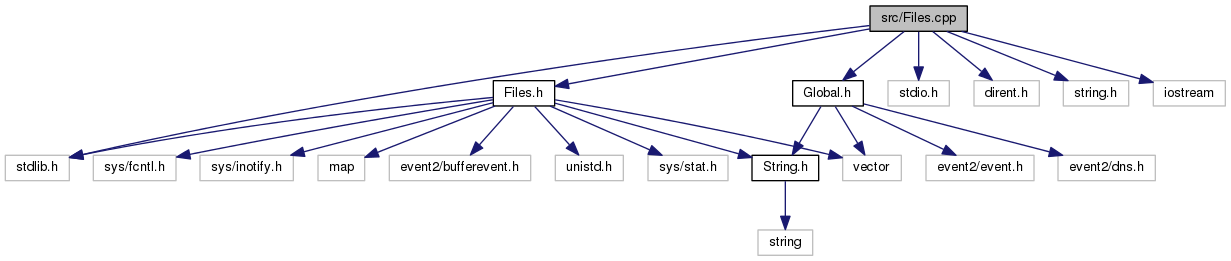 src/Files.cpp
Files.h
Global.h
stdio.h
dirent.h
string.h
iostream
stdlib.h
sys/fcntl.h
sys/inotify.h
map
event2/bufferevent.h
unistd.h
sys/stat.h
String.h
vector
event2/event.h
event2/dns.h
string